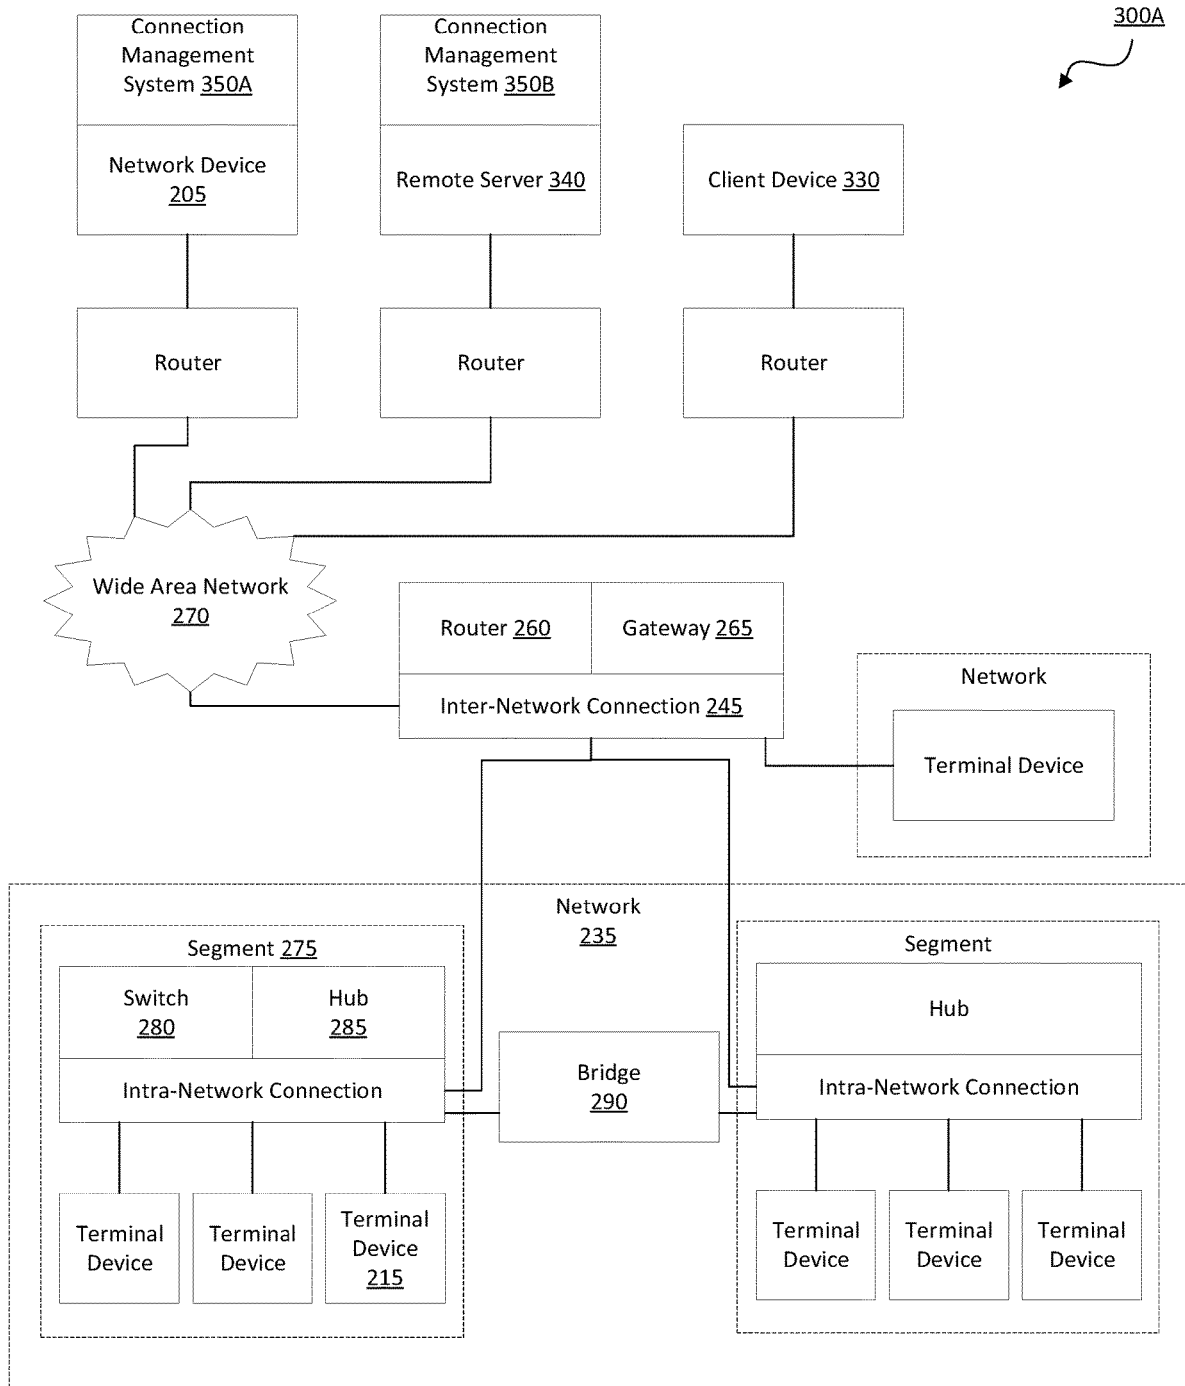 300A
Connection
Management
System 350A
Network Device
205
Connection
Management
System 350B
Remote Server 340
Client Device 330
Router
Router
Router
Wide Area Network
270
Router 260
Gateway 265
Inter-Network Connection 245
Network
Terminal Device
Network
235
Segment 275
Switch
280
Hub
285
Intra-Network Connection
Bridge
290
Segment
Hub
Intra-Network Connection
Terminal
Device
Terminal
Device
Terminal
Device
215
Terminal
Device
Terminal
Device
Terminal
Device